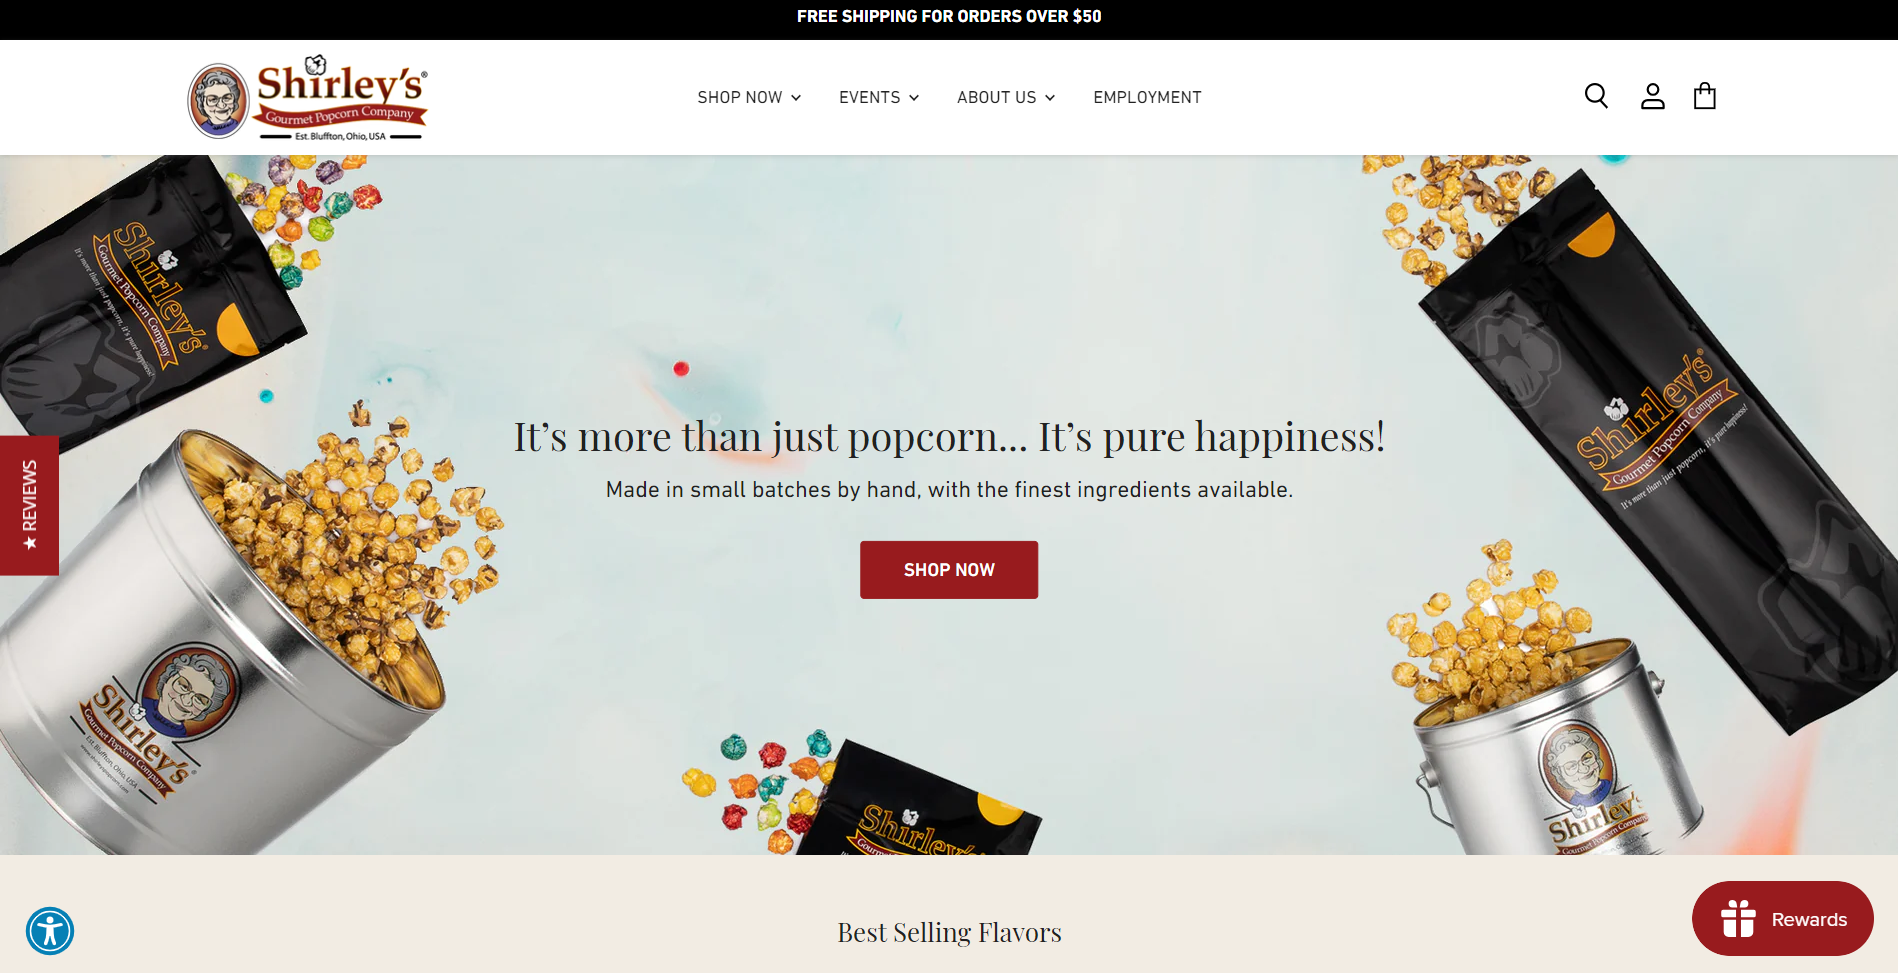 FREE SHIPPING FOR ORDERS OVER $50
Shirley's®
Gourmet Popcorn Company
Est. Bluffton, Ohio, USA
SHOP NOW
EVENTS
ABOUT US
EMPLOYMENT
Shirley's®
Gourmet Popcorn Company
It's more than just popcorn, it's pure happiness!
Shirley's®
Gourmet Popcorn Company
It's more than just popcorn, it's pure happiness!
It’s more than just popcorn... It’s pure happiness!
Made in small batches by hand, with the finest ingredients available.
SHOP NOW
★ REVIEWS
Shirley's®
Gourmet Popcorn Company
Est. Bluffton, Ohio, USA
www.shirleyspopcorn.com
Shirley's
Gourmet
Shirley's
Gourmet Popcorn Company
Best Selling Flavors
Rewards